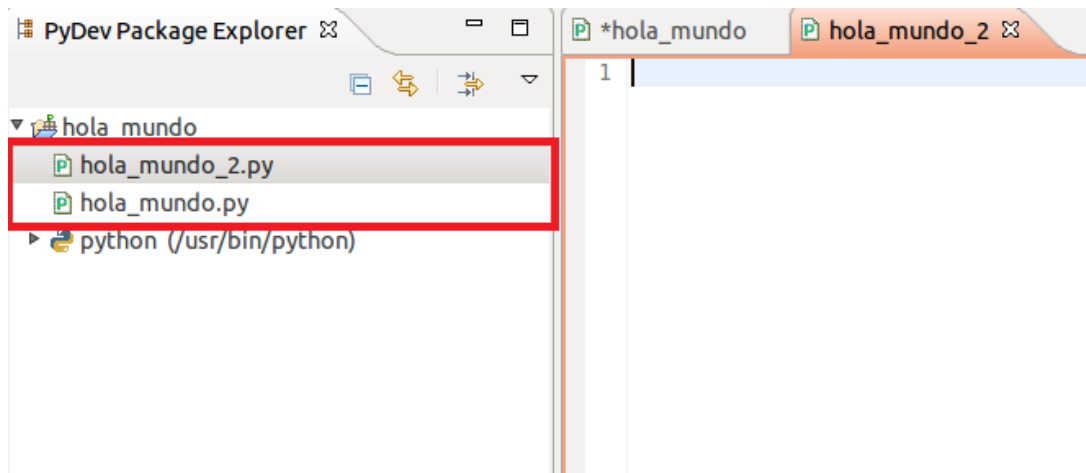 PyDev Package Explorer
*hola_mundo
hola_mundo_2
1
hola_mundo
hola_mundo_2.py
hola_mundo.py
python (/usr/bin/python)